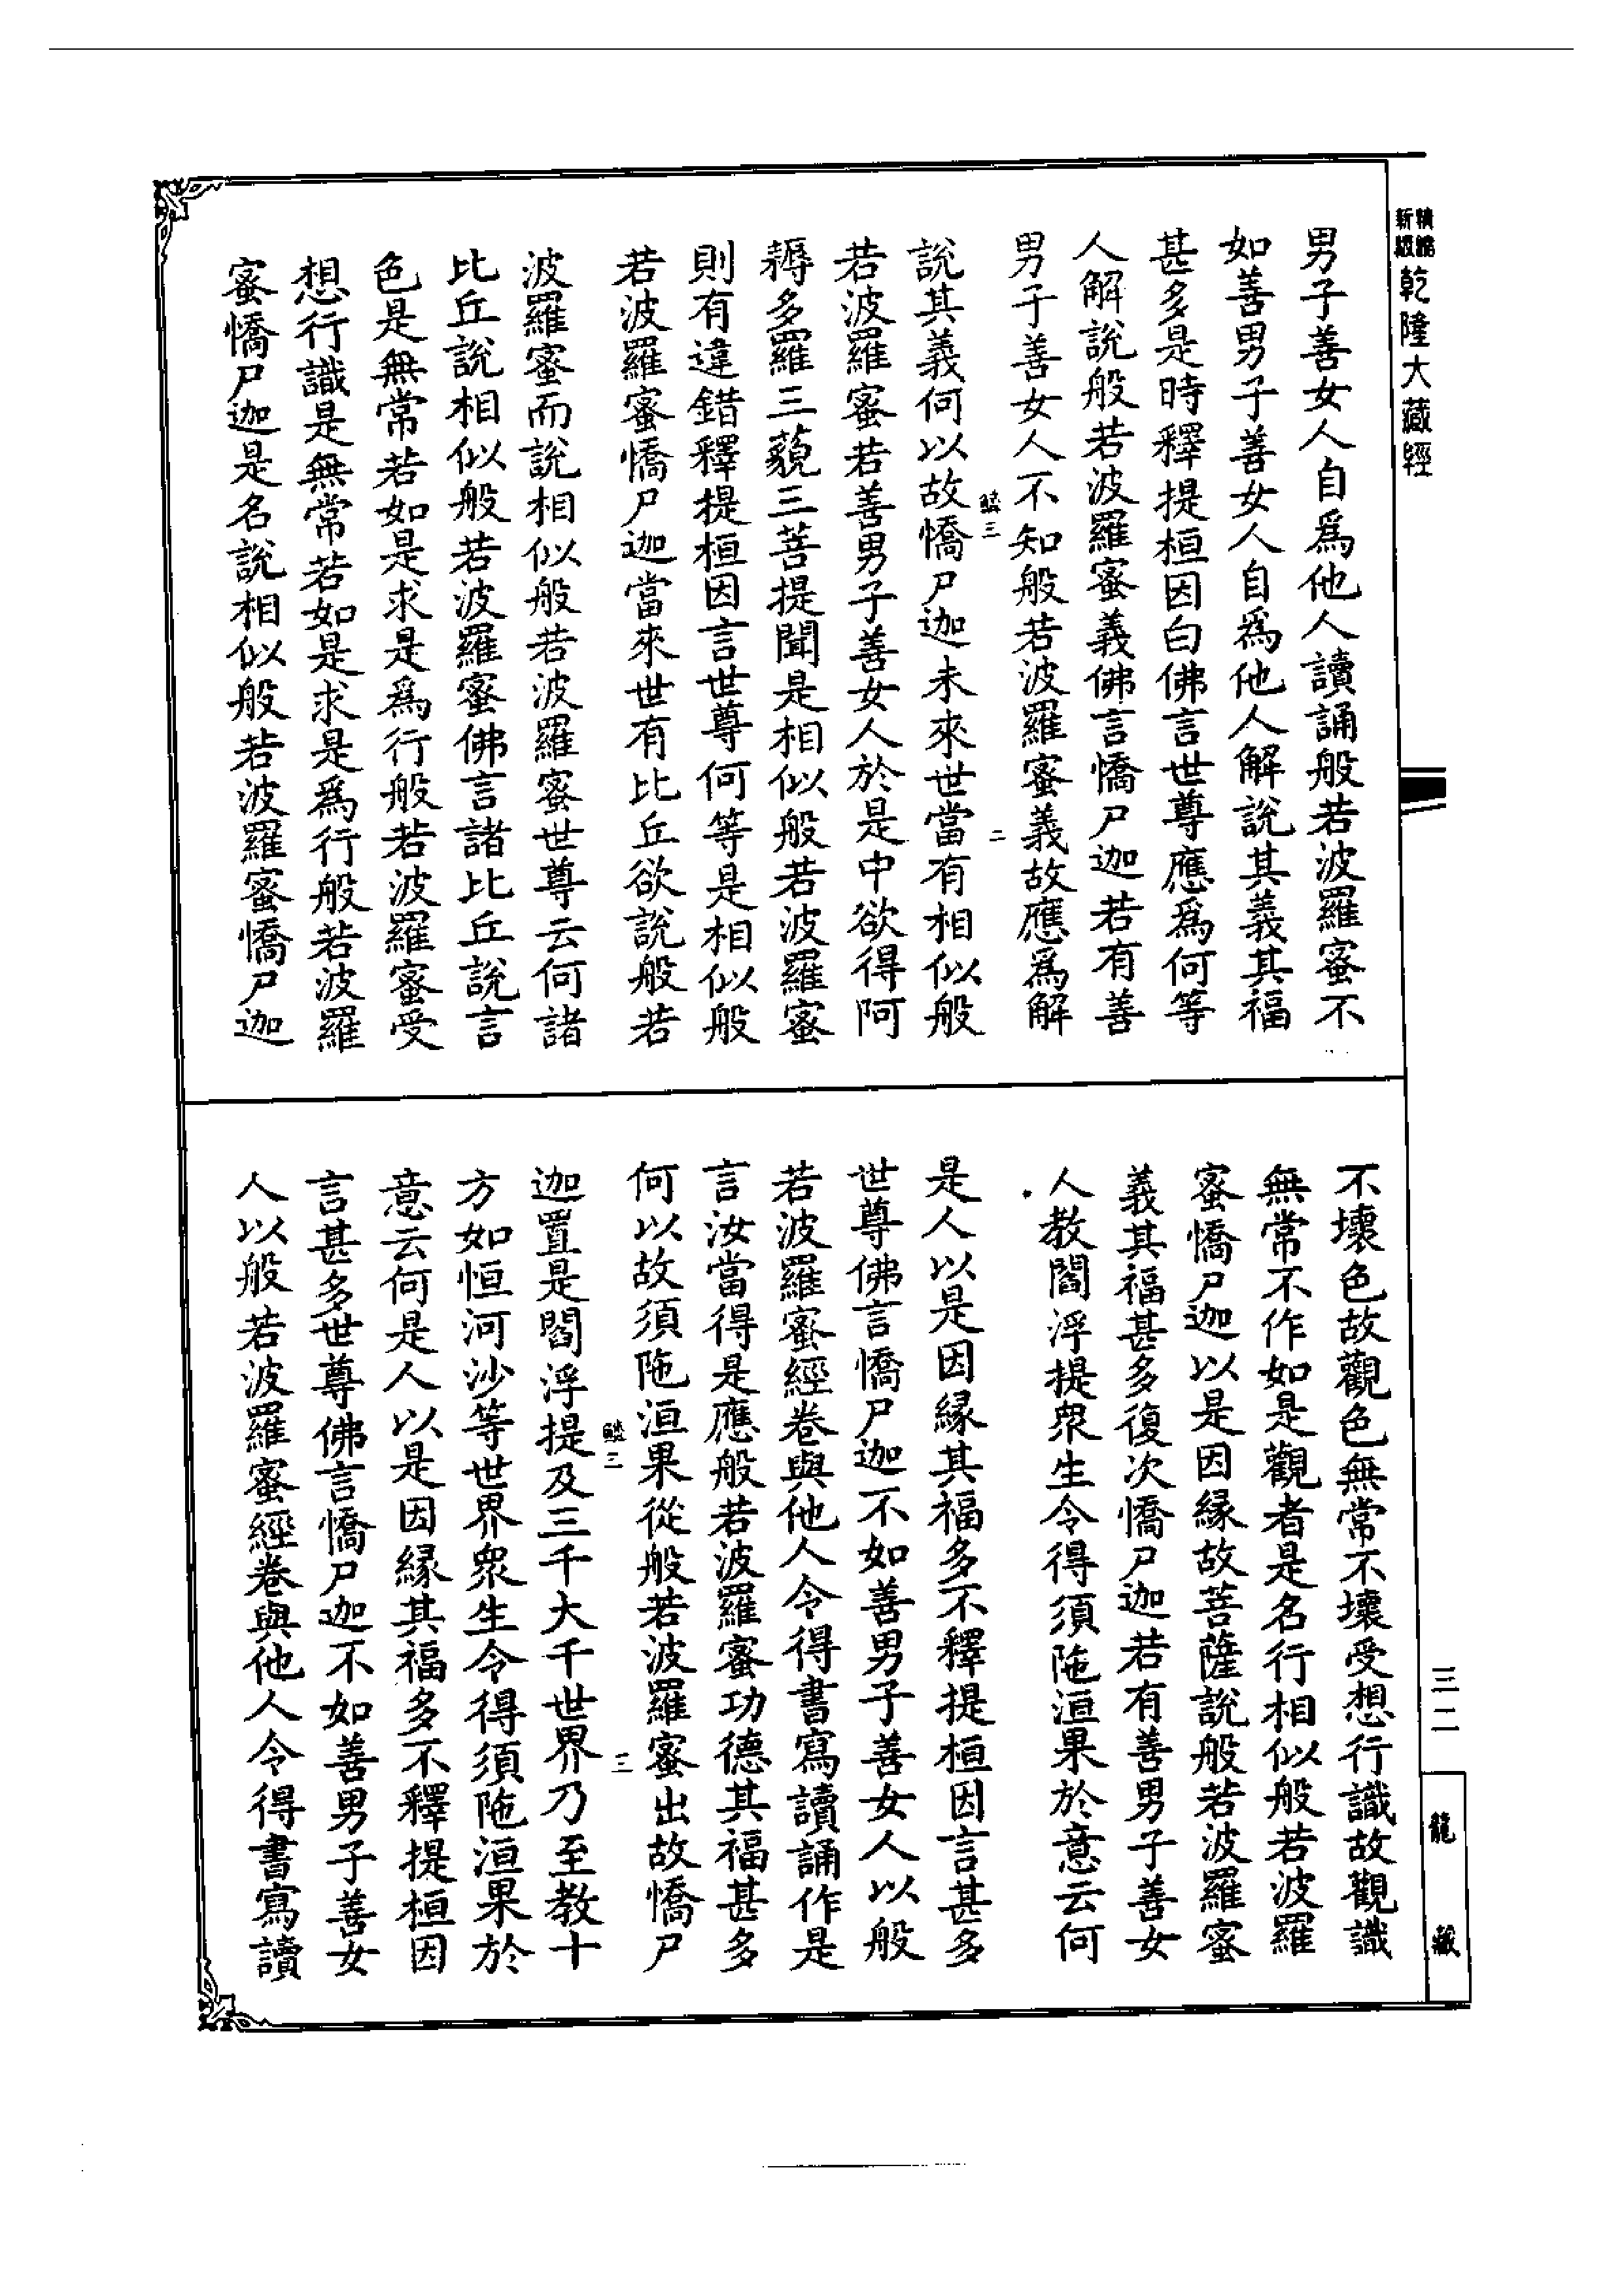 新編
精縮
乾隆大藏經
男子善女人自爲他人讀誦般若波羅蜜不
如善男子善女人自爲他人解說其義其福
甚多是時釋提桓因白佛言世尊應爲何等
人解說般若波羅蜜義佛言憍尸迦若有善
男子善女人不知般若波羅蜜義故應爲解
說其義何以故憍尸迦未來世當有相似般
若波羅蜜若善男子善女人於是中欲得阿
耨多羅三藐三菩提聞是相似般若波羅蜜
則有違錯釋提桓因言世尊何等是相似般
若波羅蜜憍尸迦當來世有比丘欲說般若
波羅蜜而說相似般若波羅蜜世尊云何諸
比丘說相似般若波羅蜜佛言諸比丘說言
色是無常若如是求是爲行般若波羅蜜受
想行識是無常若如是求是爲行般若波羅
蜜憍尸迦是名說相似般若波羅蜜憍尸迦
鱗三
二
不壞色故觀色無常不壞受想行識故觀識
無常不作如是觀者是名行相似般若波羅
蜜憍尸迦以是因緣故菩薩說般若波羅蜜
義其福甚多復次憍尸迦若有善男子善女
人教閻浮提衆生令得須陁洹果於意云何
是人以是因緣其福多不釋提桓因言甚多
世尊佛言憍尸迦不如善男子善女人以般
若波羅蜜經卷與他人令得書寫讀誦作是
言汝當得是應般若波羅蜜功德其福甚多
何以故須陁洹果從般若波羅蜜出故憍尸
迦置是閻浮提及三千大千世界乃至教十
方如恒河沙等世界衆生令得須陁洹果於
意云何是人以是因緣其福多不釋提桓因
言甚多世尊佛言憍尸迦不如善男子善女
人以般若波羅蜜經卷與他人令得書寫讀
鱗三
三
三二
龍藏